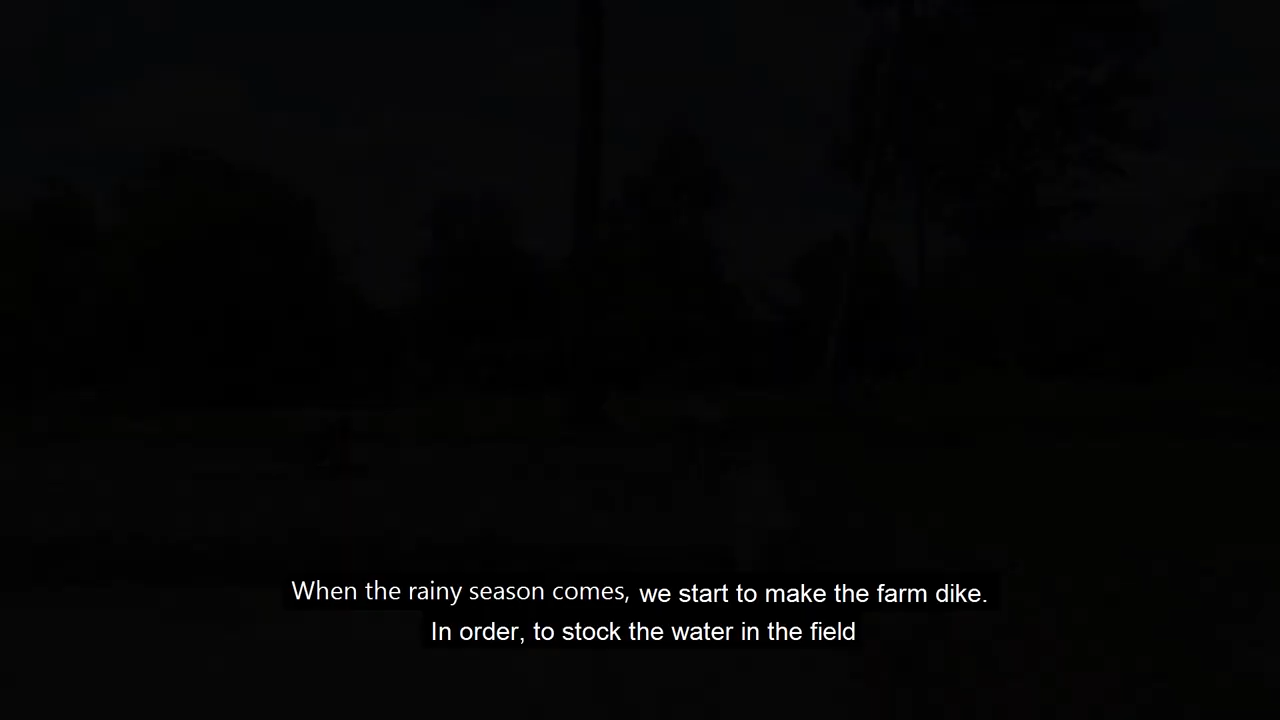 When the rainy season comes, we start to make the farm dike.
In order, to stock the water in the field